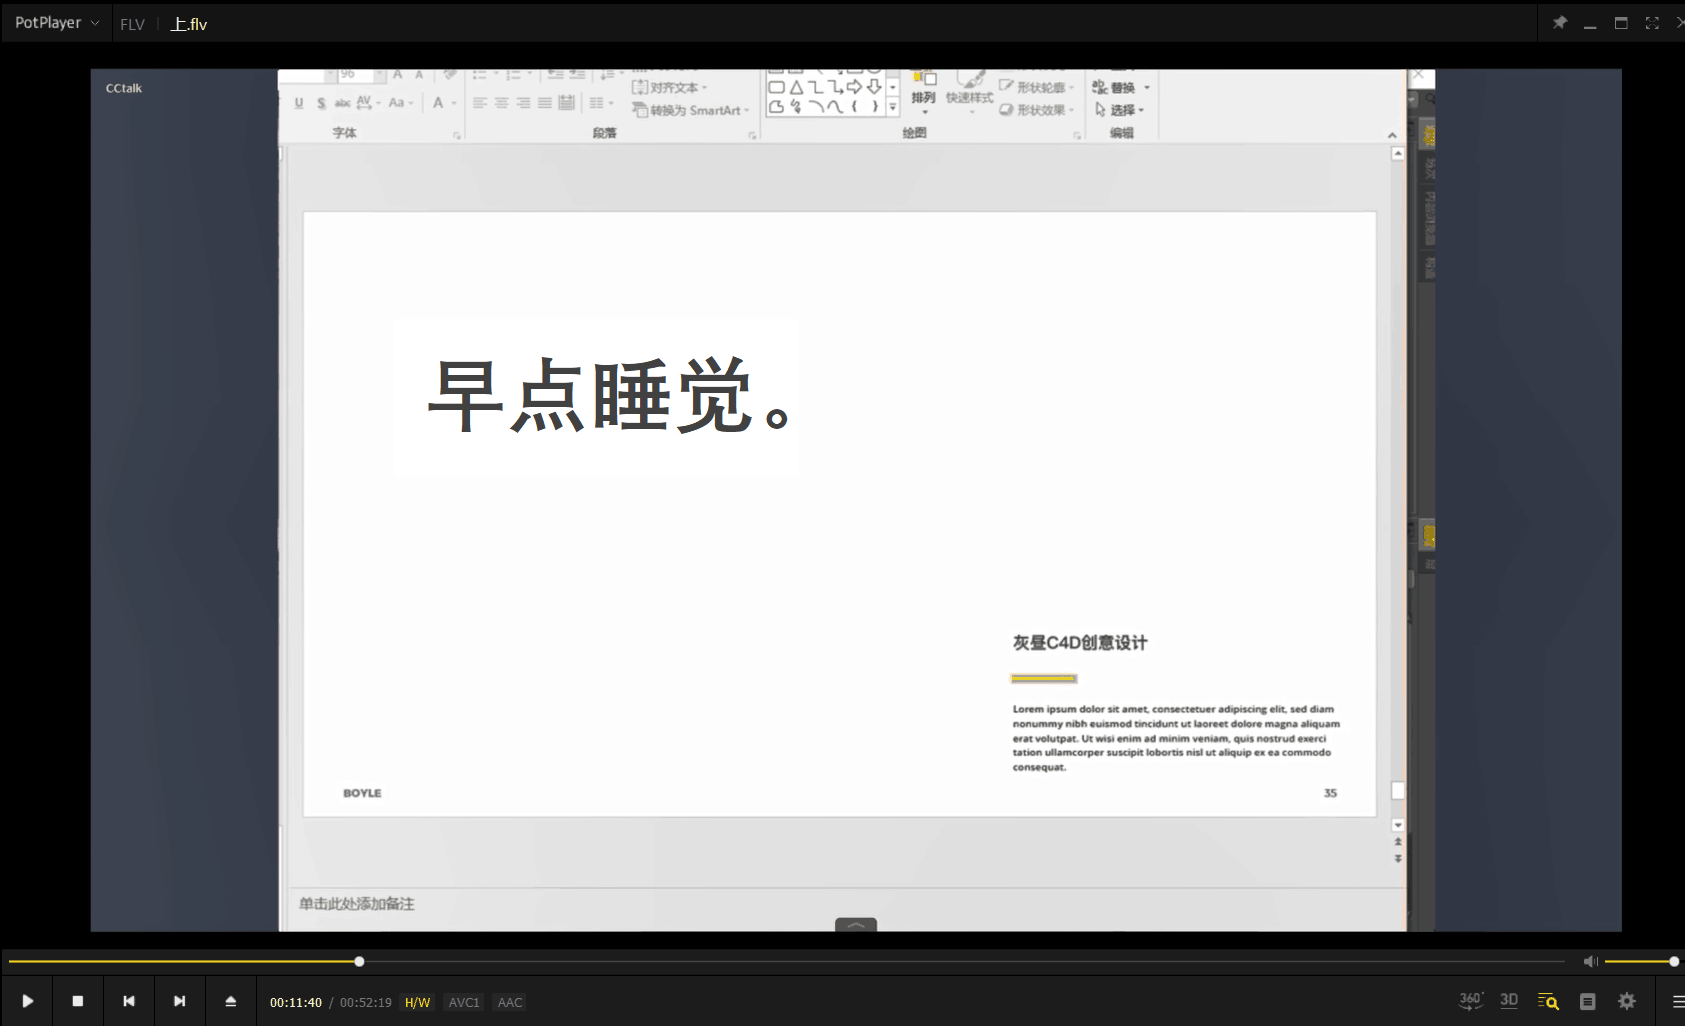 PotPlayer FLV 上.flv
CCtalk
96 A A
U S abc AV Aa A
对齐文本
转换为 SmartArt
字体
段落
排列
快速样式
形状轮廓
形状效果
绘图
替换
选择
编辑
早点睡觉。
灰昼C4D创意设计
Lorem ipsum dolor sit amet, consectetuer adipiscing elit, sed diam
nonummy nibh euismod tincidunt ut laoreet dolore magna aliquam
erat volutpat. Ut wisi enim ad minim veniam, quis nostrud exerci
tation ullamcorper suscipit lobortis nisl ut aliquip ex ea commodo
consequat.
BOYLE
35
单击此处添加备注
00:11:40 / 00:52:19 H/W AVC1 AAC
360° 3D